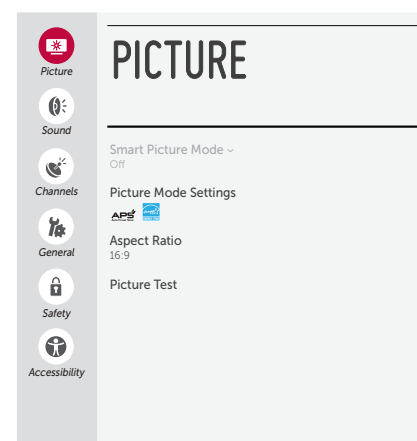 PICTURE
Picture
Sound
Channels
General
Safety
Accessibility
Smart Picture Mode
Off
Picture Mode Settings
APS
Aspect Ratio
16:9
Picture Test